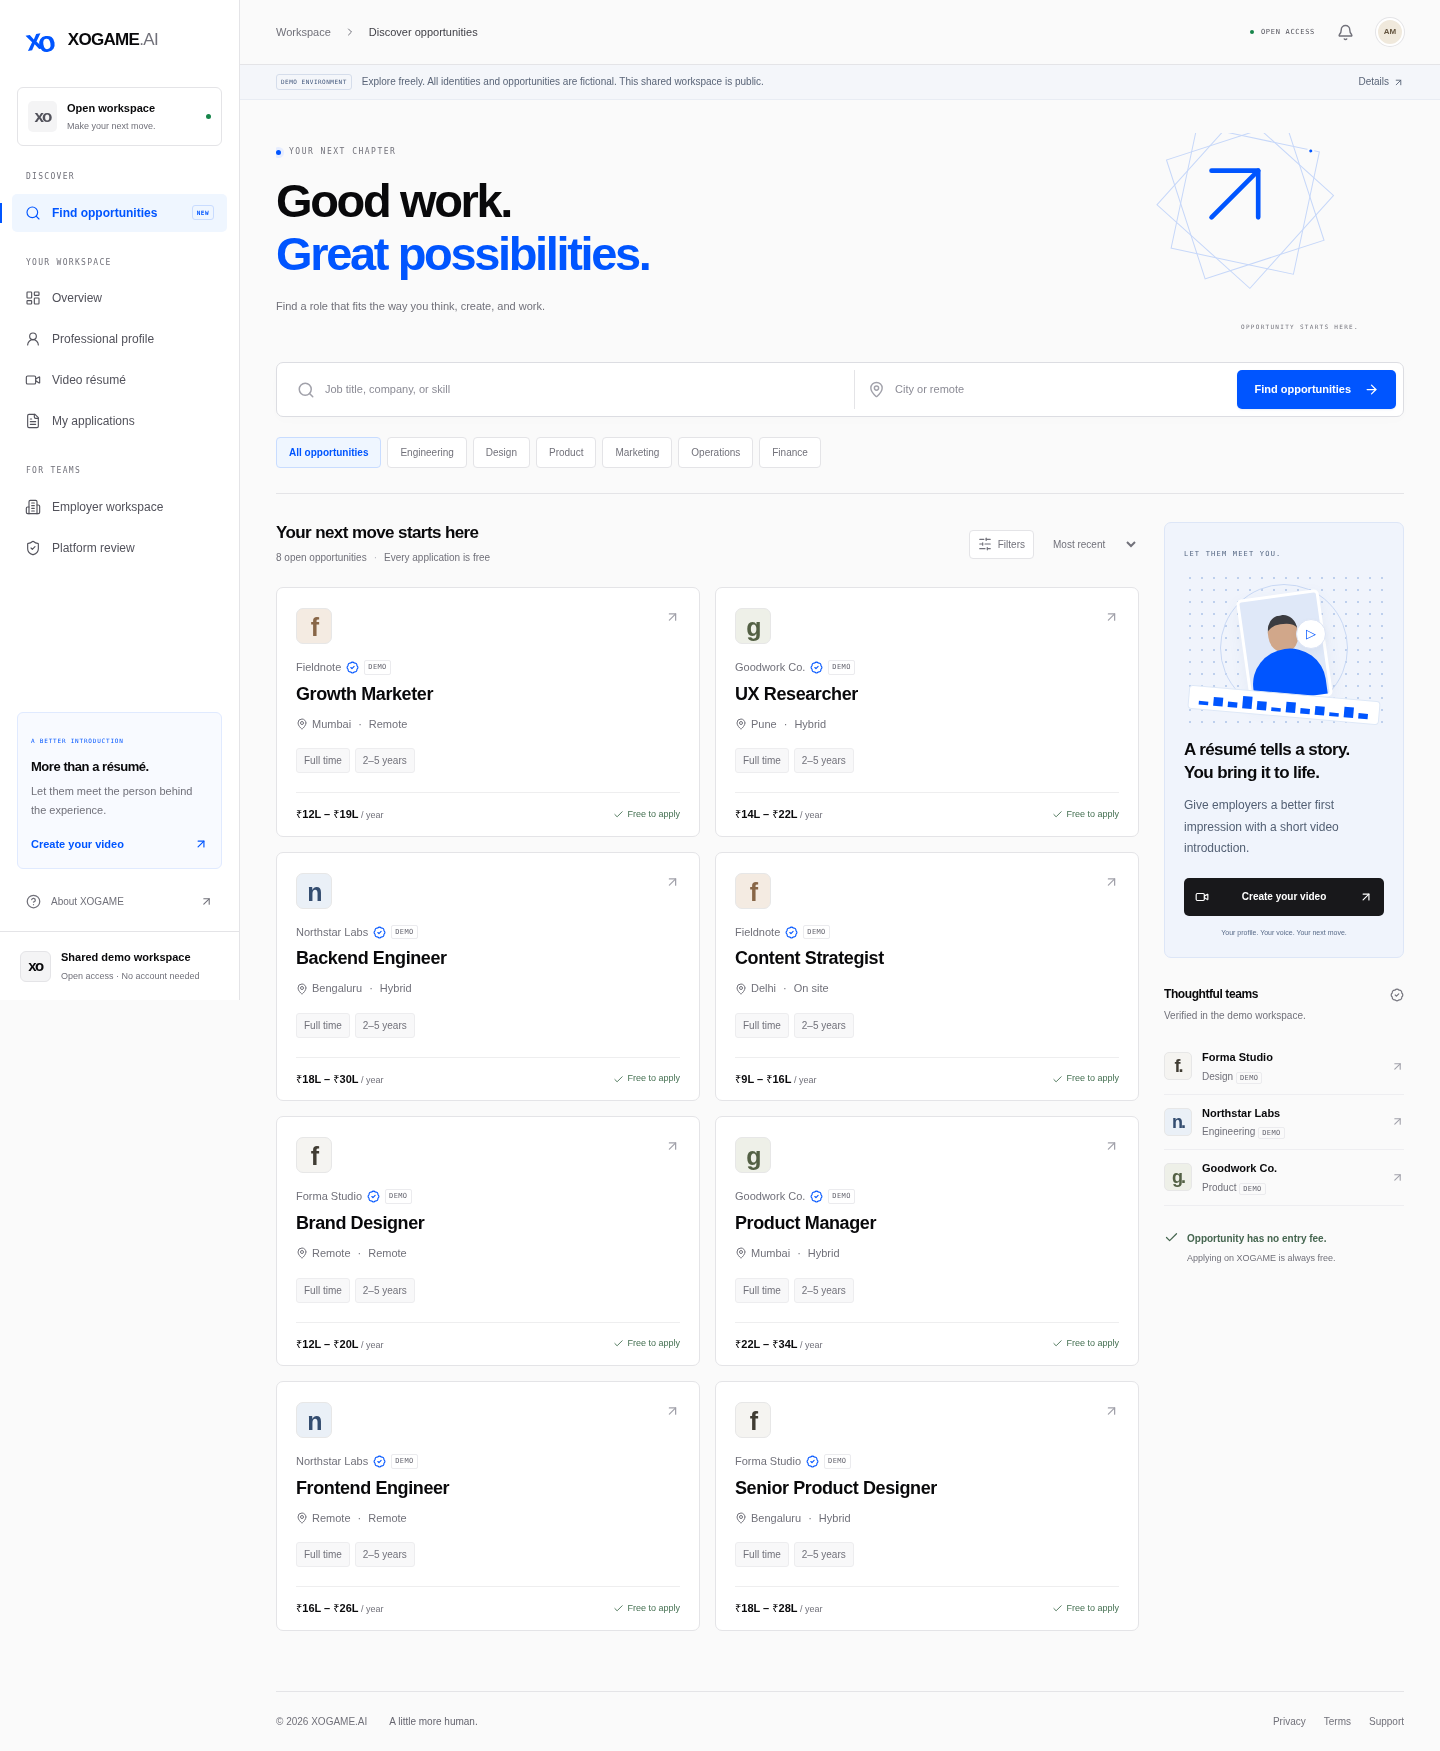 xo XOGAME.AI
xo
Open workspace
Make your next move.
DISCOVER
Find opportunities NEW
YOUR WORKSPACE
Overview
Professional profile
Video résumé
My applications
FOR TEAMS
Employer workspace
Platform review
A BETTER INTRODUCTION
More than a résumé.
Let them meet the person behind
the experience.
Create your video
About XOGAME
xo
Shared demo workspace
Open access · No account needed
Workspace Discover opportunities
OPEN ACCESS AM
DEMO ENVIRONMENT Explore freely. All identities and opportunities are fictional. This shared workspace is public. Details
YOUR NEXT CHAPTER
Good work.
Great possibilities.
Find a role that fits the way you think, create, and work.
OPPORTUNITY STARTS HERE.
Job title, company, or skill City or remote Find opportunities
All opportunities Engineering Design Product Marketing Operations Finance
Your next move starts here
8 open opportunities · Every application is free
Filters Most recent
f
Fieldnote DEMO
Growth Marketer
Mumbai · Remote
Full time 2–5 years
₹12L – ₹19L / year Free to apply
g
Goodwork Co. DEMO
UX Researcher
Pune · Hybrid
Full time 2–5 years
₹14L – ₹22L / year Free to apply
n
Northstar Labs DEMO
Backend Engineer
Bengaluru · Hybrid
Full time 2–5 years
₹18L – ₹30L / year Free to apply
f
Fieldnote DEMO
Content Strategist
Delhi · On site
Full time 2–5 years
₹9L – ₹16L / year Free to apply
f
Forma Studio DEMO
Brand Designer
Remote · Remote
Full time 2–5 years
₹12L – ₹20L / year Free to apply
g
Goodwork Co. DEMO
Product Manager
Mumbai · Hybrid
Full time 2–5 years
₹22L – ₹34L / year Free to apply
n
Northstar Labs DEMO
Frontend Engineer
Remote · Remote
Full time 2–5 years
₹16L – ₹26L / year Free to apply
f
Forma Studio DEMO
Senior Product Designer
Bengaluru · Hybrid
Full time 2–5 years
₹18L – ₹28L / year Free to apply
LET THEM MEET YOU.
A résumé tells a story.
You bring it to life.
Give employers a better first
impression with a short video
introduction.
Create your video
Your profile. Your voice. Your next move.
Thoughtful teams
Verified in the demo workspace.
f.
Forma Studio
Design DEMO
n.
Northstar Labs
Engineering DEMO
g.
Goodwork Co.
Product DEMO
Opportunity has no entry fee.
Applying on XOGAME is always free.
© 2026 XOGAME.AI A little more human. Privacy Terms Support